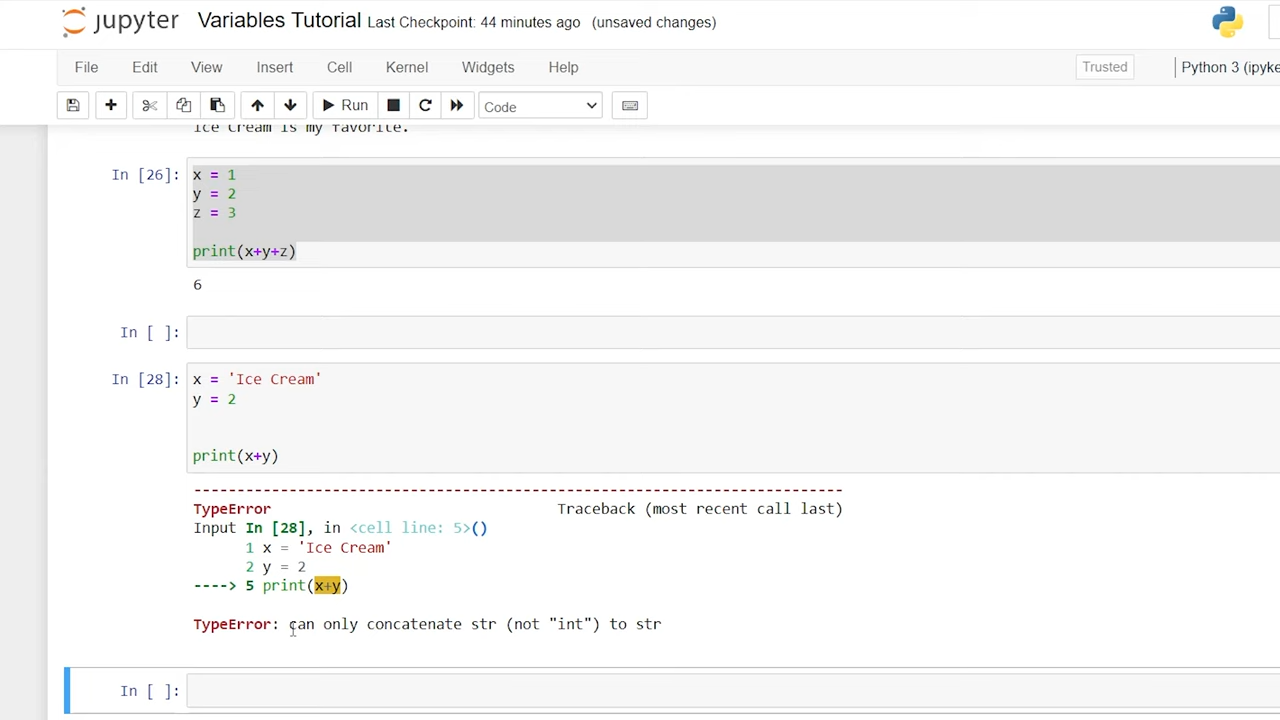 jupyter Variables Tutorial Last Checkpoint: 44 minutes ago (unsaved changes)
File Edit View Insert Cell Kernel Widgets Help Trusted Python 3 (ipyke
Run Code
Ice Cream is my favorite.
In [26]: x = 1
y = 2
z = 3
print(x+y+z)
6
In [ ]:
In [28]: x = 'Ice Cream'
y = 2
print(x+y)
---------------------------------------------------------------------------
TypeError Traceback (most recent call last)
Input In [28], in <cell line: 5>()
1 x = 'Ice Cream'
2 y = 2
----> 5 print(x+y)
TypeError: can only concatenate str (not "int") to str
In [ ]: